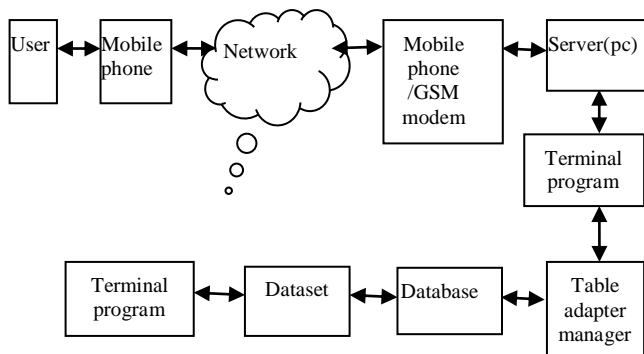 User
Mobile
phone
Network
Mobile
phone
/GSM
modem
Server(pc)
Terminal
program
Table
adapter
manager
Database
Dataset
Terminal
program